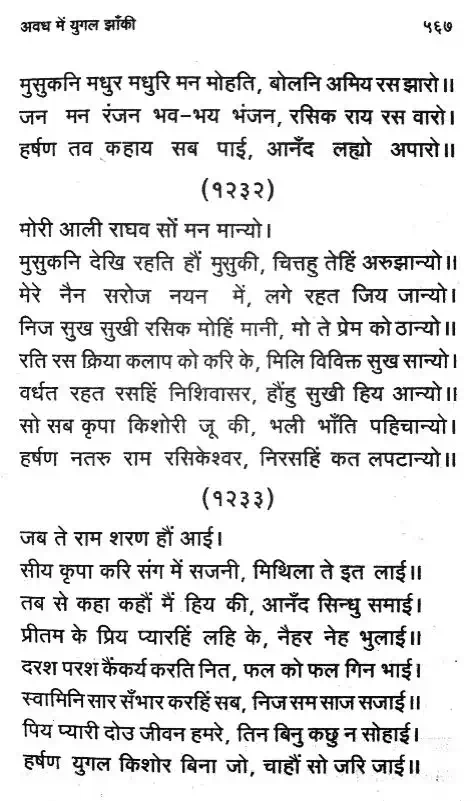 अवध में युगल झाँकी ५६७
मुसुकनि मधुर मधुरि मन मोहति, बोलनि अमिय रस झारो॥
जन मन रंजन भव-भय भंजन, रसिक राय रस वारो।
हर्षण तव कहाय सब पाई, आनँद लह्यो अपारो॥
(१२३२)
मोरी आली राघव सों मन मान्यो।
मुसुकनि देखि रहति हौं मुसुकी, चित्तहु तेहिं अरुझान्यो॥
मेरे नैन सरोज नयन में, लगे रहत जिय जान्यो।
निज सुख सुखी रसिक मोहिं मानी, मो ते प्रेम को ठान्यो॥
रति रस क्रिया कलाप को करि के, मिलि विविक्त सुख सान्यो।
वर्धत रहत रसहिं निशिवासर, हौंहु सुखी हिय आन्यो॥
सो सब कृपा किशोरी जू की, भली भाँति पहिचान्यो।
हर्षण नतरु राम रसिकेश्वर, निरसहिं कत लपटान्यो॥
(१२३३)
जब ते राम शरण हौं आई।
सीय कृपा करि संग में सजनी, मिथिला ते इत लाई॥
तब से कहा कहौं मैं हिय की, आनँद सिन्धु समाई।
प्रीतम के प्रिय प्यारहिं लहि के, नैहर नेह भुलाई॥
दरश परश कैंकर्य करति नित, फल को फल गिन भाई।
स्वामिनि सार सँभार करहिं सब, निज सम साज सजाई॥
पिय प्यारी दोउ जीवन हमरे, तिन बिनु कछु न सोहाई।
हर्षण युगल किशोर बिना जो, चाहौं सो जरि जाई॥